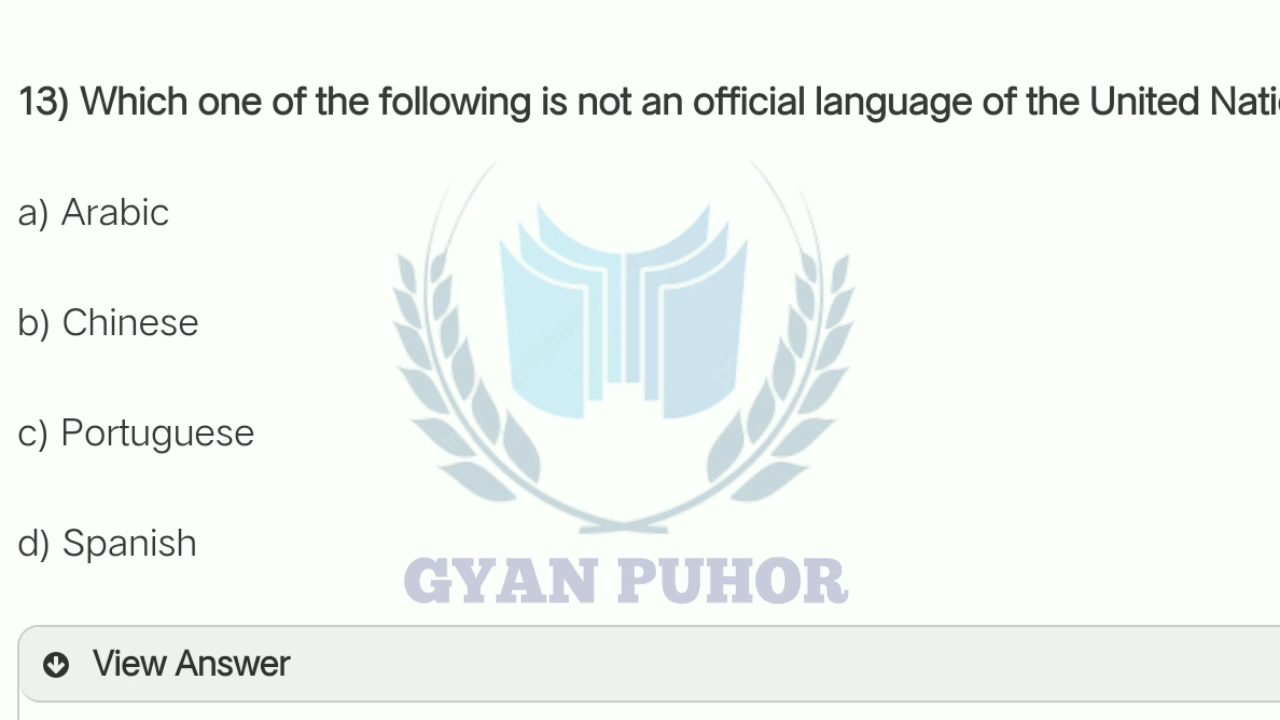 13) Which one of the following is not an official language of the United
a) Arabic
b) Chinese
c) Portuguese
d) Spanish
GYAN PUHOR
View Answer